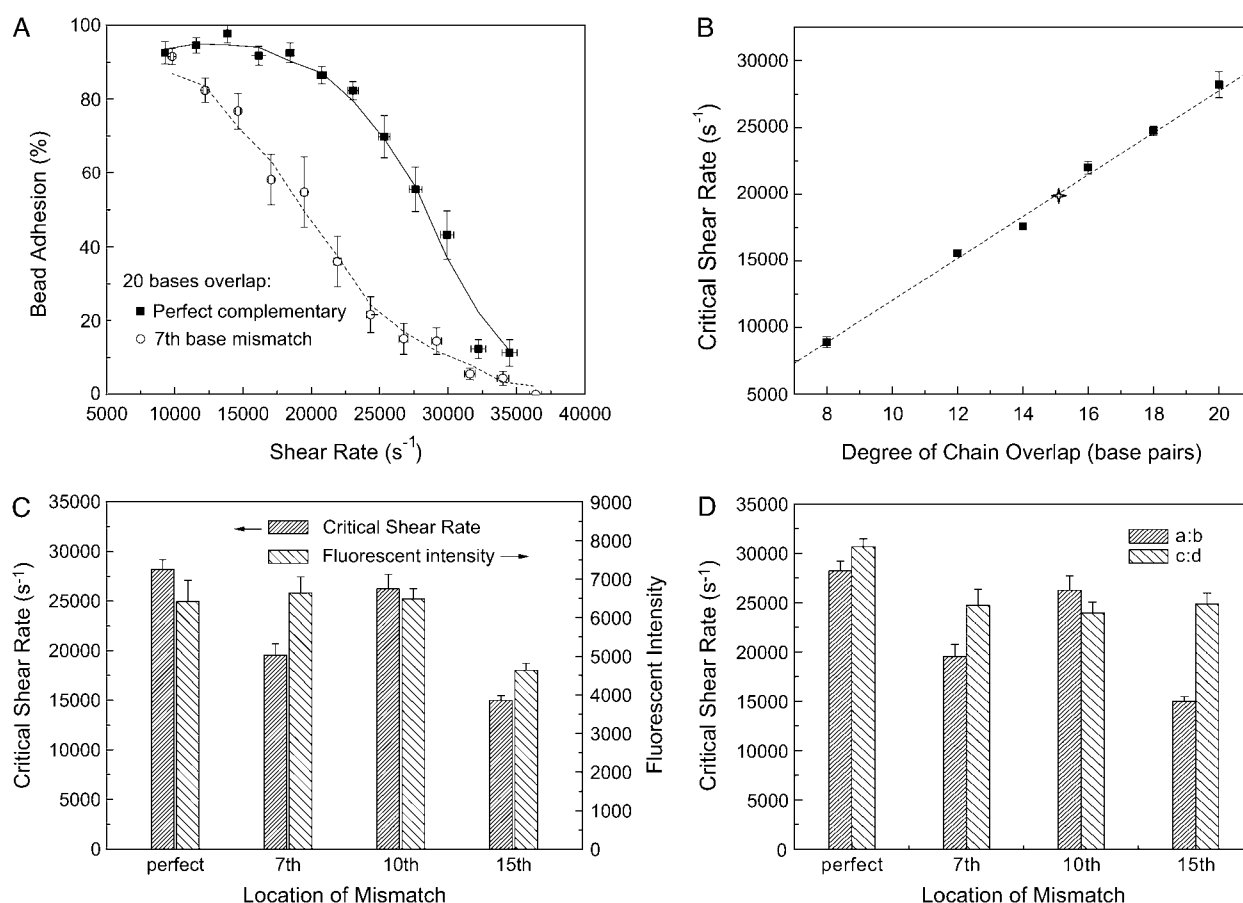 A
Bead Adhesion (%)
100
80
60
40
20
0
20 bases overlap:
Perfect complementary
7th base mismatch
5000 10000 15000 20000 25000 30000 35000 40000
Shear Rate (s⁻¹)
B
Critical Shear Rate (s⁻¹)
30000
25000
20000
15000
10000
5000
8 10 12 14 16 18 20
Degree of Chain Overlap (base pairs)
C
Critical Shear Rate (s⁻¹)
35000
30000
25000
20000
15000
10000
5000
0
Critical Shear Rate
Fluorescent intensity
9000
8000
7000
6000
5000
4000
3000
2000
1000
0
Fluorescent Intensity
perfect 7th 10th 15th
Location of Mismatch
D
Critical Shear Rate (s⁻¹)
35000
30000
25000
20000
15000
10000
5000
0
a:b
c:d
perfect 7th 10th 15th
Location of Mismatch